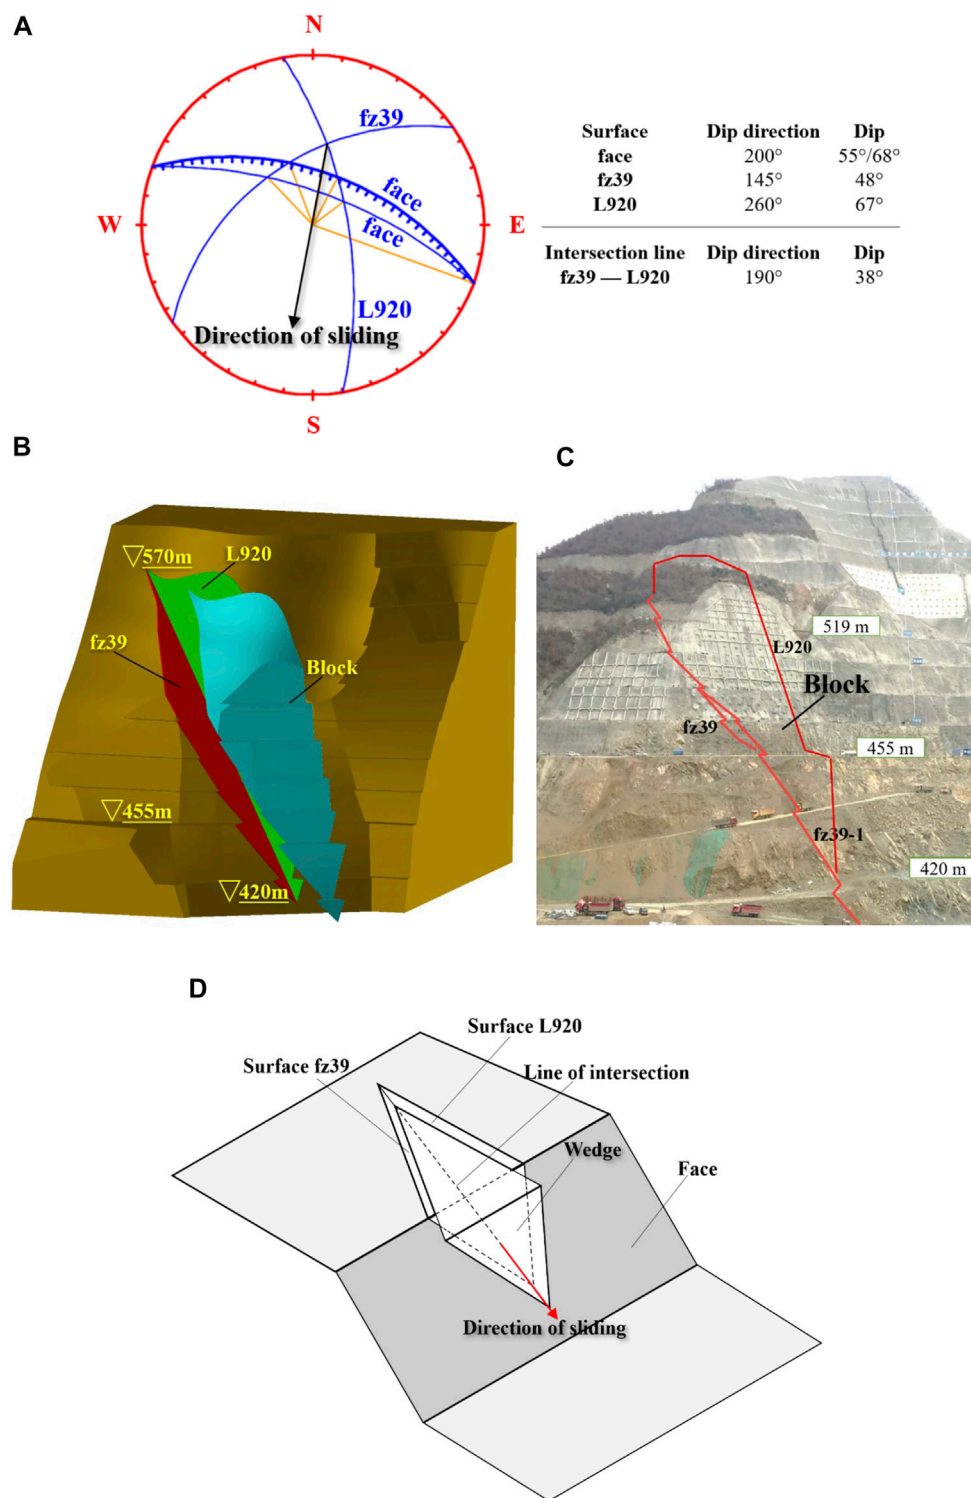 A
N
fz39
face
face
W
E
L920
Direction of sliding
S
Surface Dip direction Dip
face 200° 55°/68°
fz39 145° 48°
L920 260° 67°
Intersection line Dip direction Dip
fz39 — L920 190° 38°
B
570m
L920
fz39
Block
455m
420m
C
519 m
L920
Block
fz39
455 m
fz39-1
420 m
D
Surface L920
Surface fz39
Line of intersection
Wedge
Face
Direction of sliding